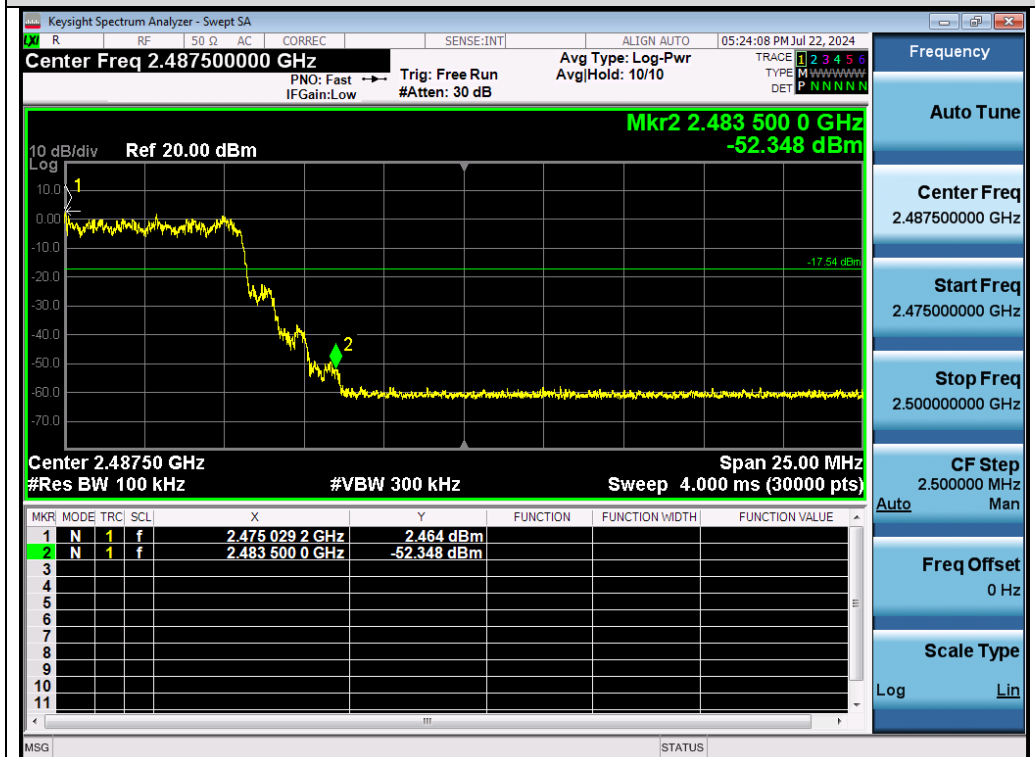 Keysight Spectrum Analyzer - Swept SA
LXI R RF 50 Ω AC CORREC SENSE:INT ALIGN AUTO 05:24:08 PM Jul 22, 2024
Center Freq 2.487500000 GHz
PNO: Fast
IFGain:Low
Trig: Free Run
#Atten: 30 dB
Avg Type: Log-Pwr
Avg|Hold: 10/10
TRACE 1 2 3 4 5 6
TYPE M W W W W W
DET P N N N N N
Mkr2 2.483 500 0 GHz
-52.348 dBm
10 dB/div Ref 20.00 dBm
Log
10.0
0.00
-10.0
-20.0
-30.0
-40.0
-50.0
-60.0
-70.0
1
2
-17.54 dBm
Center 2.48750 GHz Span 25.00 MHz
#Res BW 100 kHz #VBW 300 kHz Sweep 4.000 ms (30000 pts)
MKR MODE TRC SCL X Y FUNCTION FUNCTION WIDTH FUNCTION VALUE
1 N 1 f 2.475 029 2 GHz 2.464 dBm
2 N 1 f 2.483 500 0 GHz -52.348 dBm
3
4
5
6
7
8
9
10
11
MSG STATUS
Frequency
Auto Tune
Center Freq
2.487500000 GHz
Start Freq
2.475000000 GHz
Stop Freq
2.500000000 GHz
CF Step
2.500000 MHz
Auto Man
Freq Offset
0 Hz
Scale Type
Log Lin